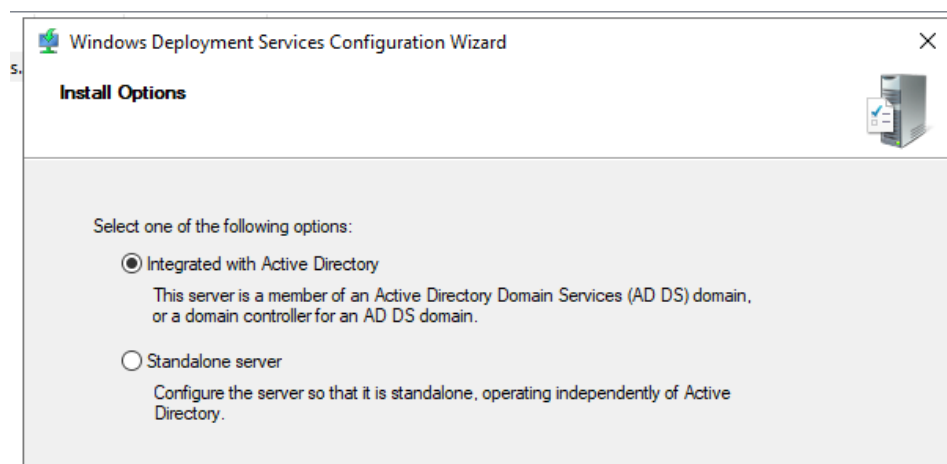 Windows Deployment Services Configuration Wizard
s.
Install Options
Select one of the following options:
Integrated with Active Directory
This server is a member of an Active Directory Domain Services (AD DS) domain,
or a domain controller for an AD DS domain.
Standalone server
Configure the server so that it is standalone, operating independently of Active
Directory.